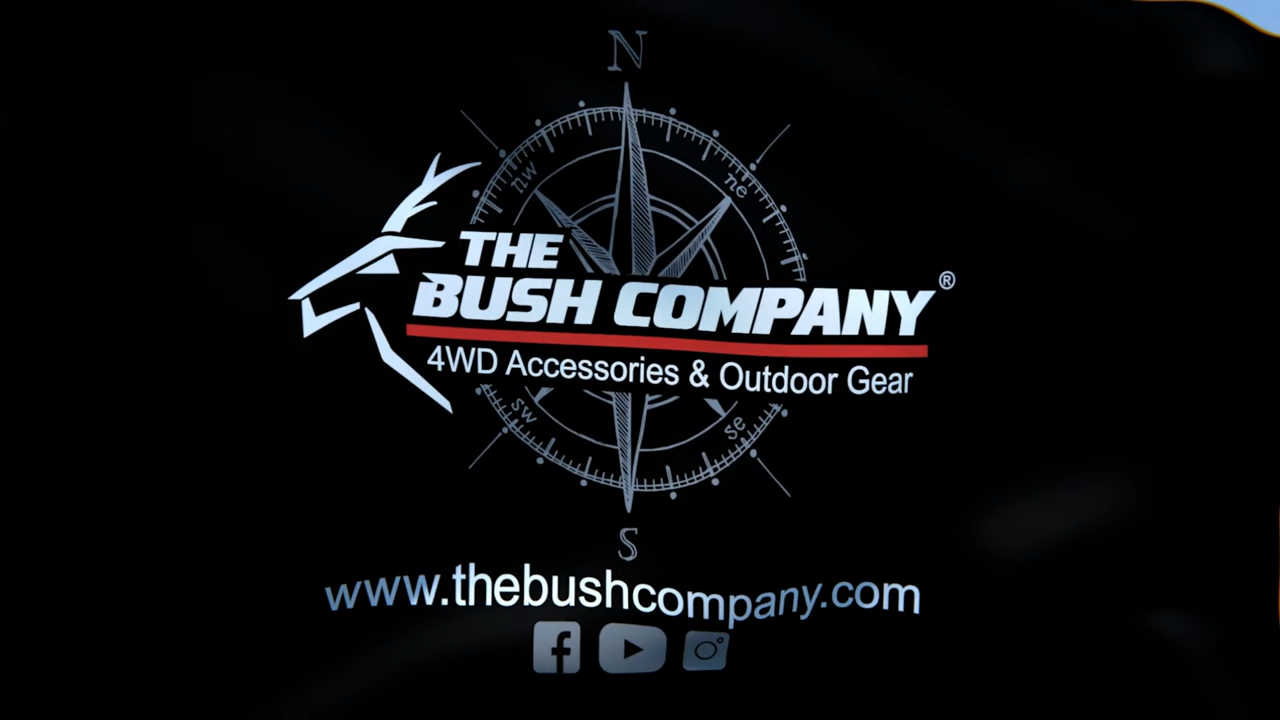 N
nw
ne
THE
BUSH COMPANY®
4WD Accessories & Outdoor Gear
sw
se
S
www.thebushcompany.com